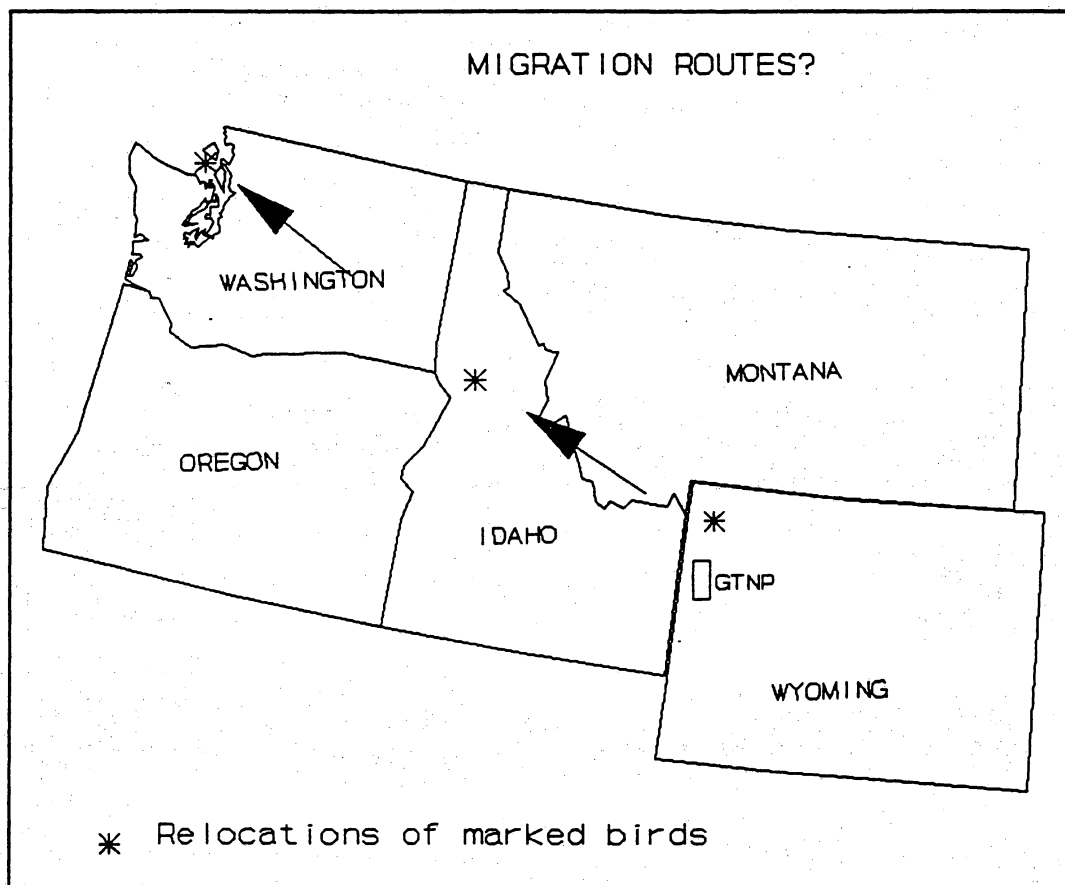 MIGRATION ROUTES?
WASHINGTON
MONTANA
OREGON
IDAHO
GTNP
WYOMING
Relocations of marked birds